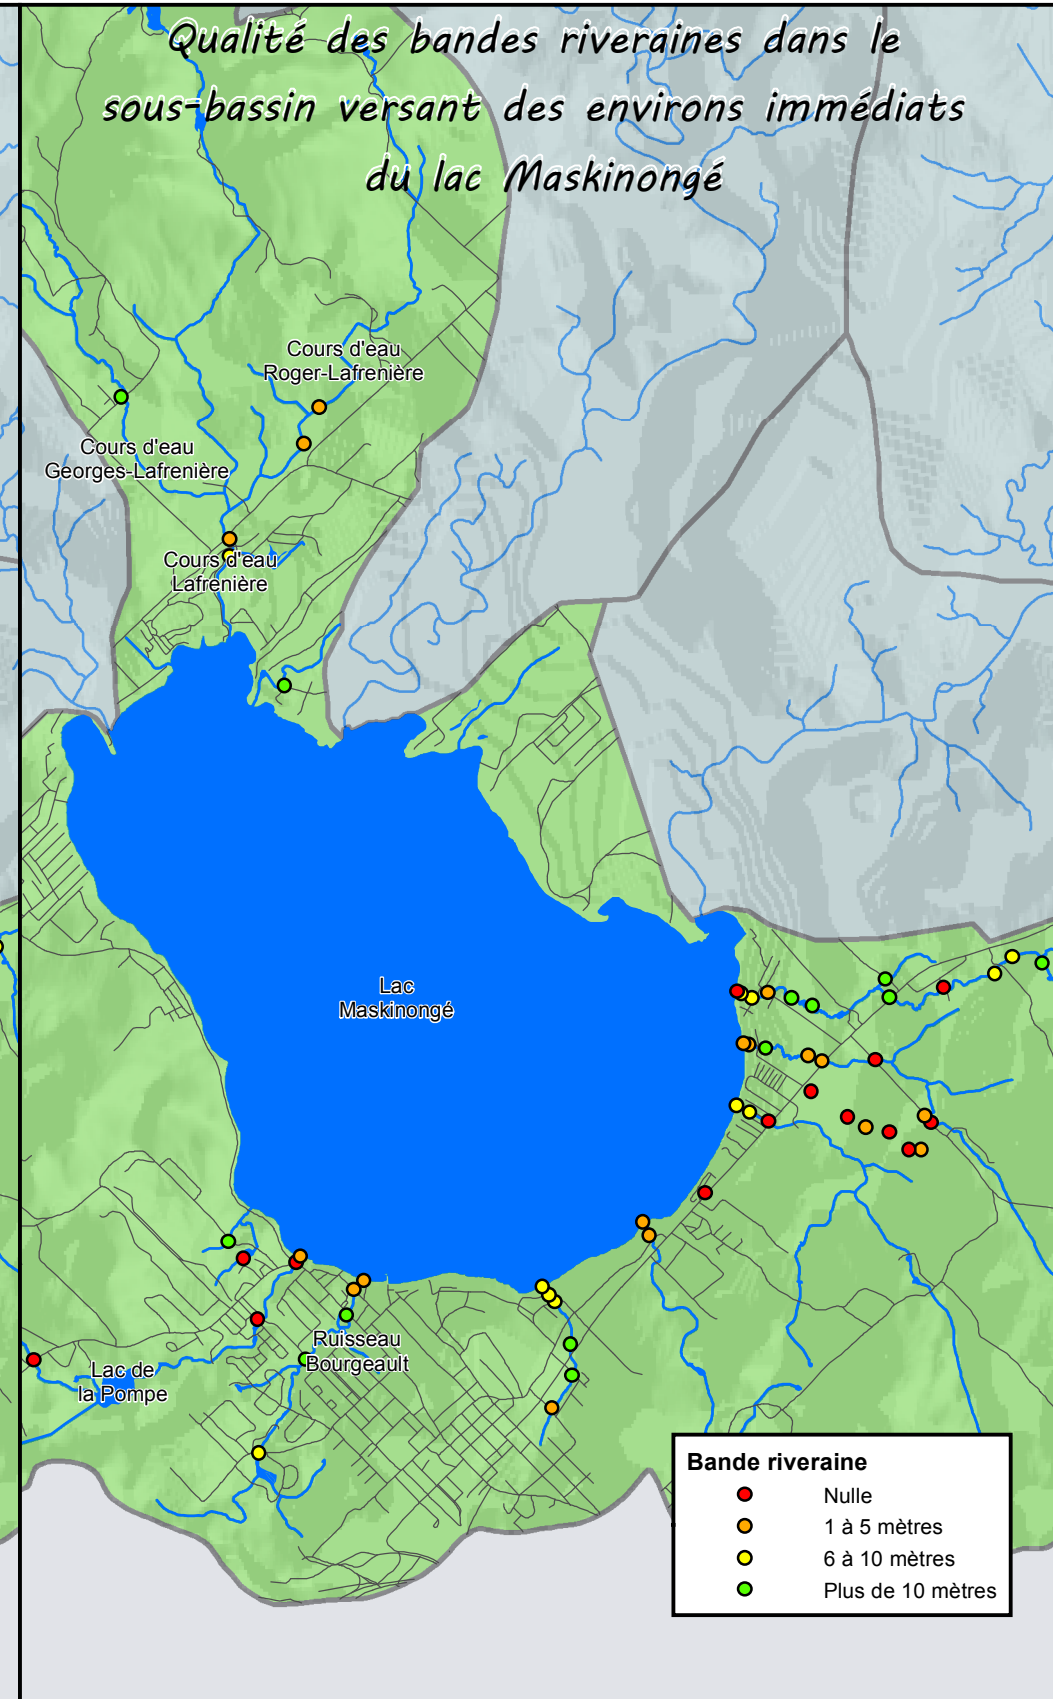 Qualité des bandes riveraines dans le
sous-bassin versant des environs immédiats
du lac Maskinongé
Cours d'eau
Roger-Lafrenière
Cours d'eau
Georges-Lafrenière
Cours d'eau
Lafrenière
Lac
Maskinongé
Ruisseau
Bourgeault
Lac de
la Pompe
Bande riveraine
Nulle
1 à 5 mètres
6 à 10 mètres
Plus de 10 mètres